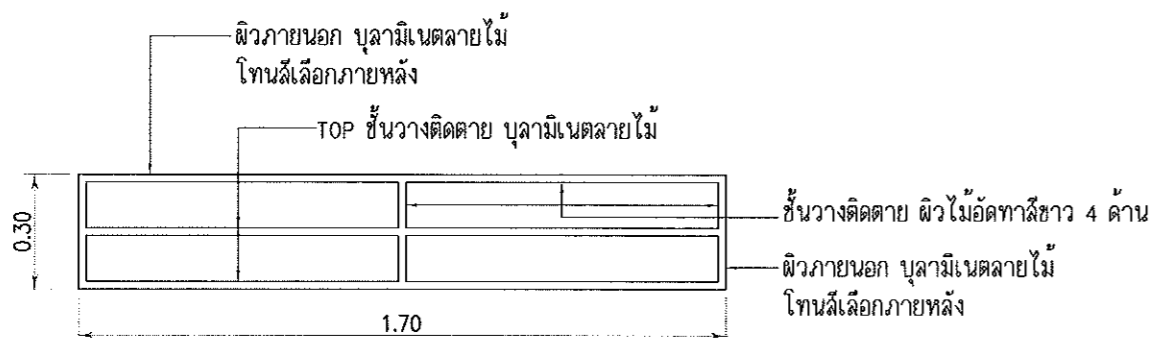 ผิวภายนอก บุลามิเนตลายไม้
โทนสีเลือกภายหลัง
TOP ชั้นวางติดตาย บุลามิเนตลายไม้
0.30
ชั้นวางติดตาย ผิวไม้อัดทาสีขาว 4 ด้าน
ผิวภายนอก บุลามิเนตลายไม้
โทนสีเลือกภายหลัง
1.70